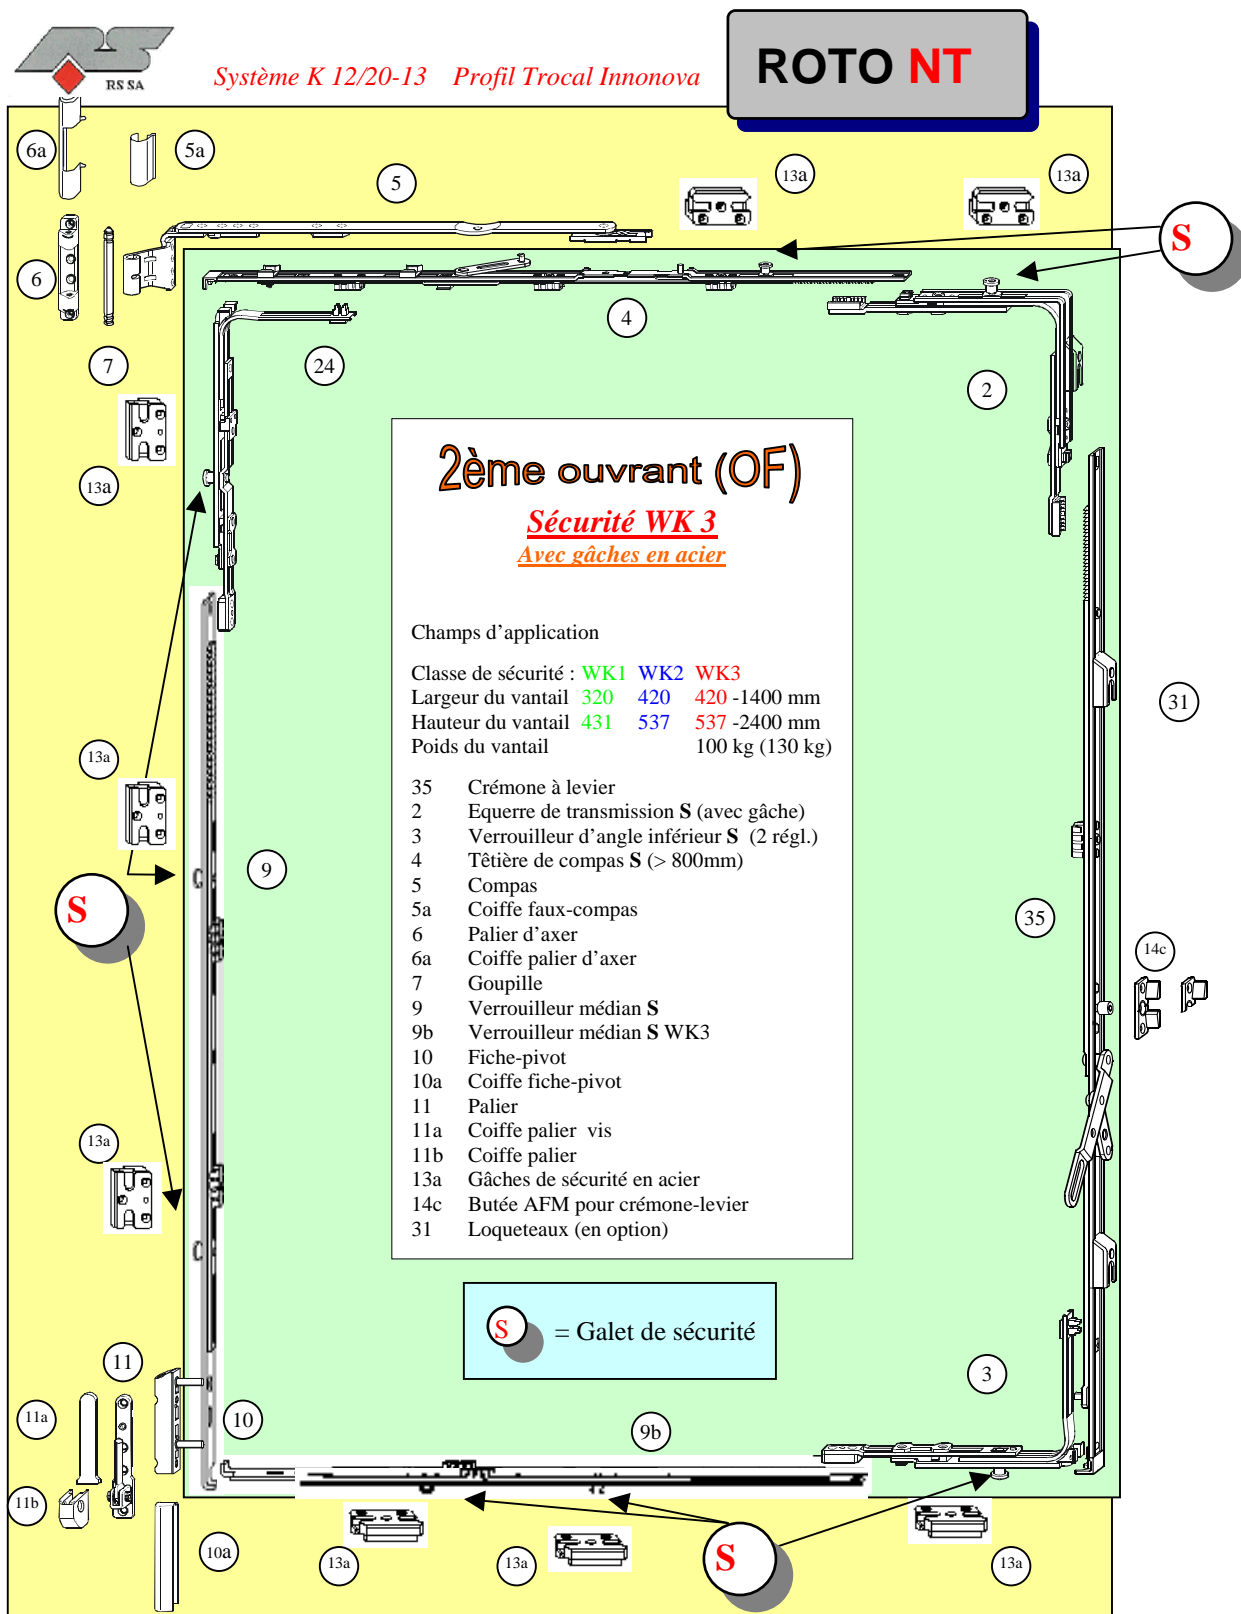 RS SA
Système K 12/20-13 Profil Trocal Innonova
ROTO NT
6a
5a
5
13a
13a
S
6
4
7
24
2
13a
2ème ouvrant (OF)
Sécurité WK 3
Avec gâches en acier
Champs d’application
Classe de sécurité : WK1 WK2 WK3
Largeur du vantail 320 420 420 -1400 mm
Hauteur du vantail 431 537 537 -2400 mm
Poids du vantail 100 kg (130 kg)
35 Crémone à levier
2 Equerre de transmission S (avec gâche)
3 Verrouilleur d’angle inférieur S (2 régl.)
4 Têtière de compas S (> 800mm)
5 Compas
5a Coiffe faux-compas
6 Palier d’axer
6a Coiffe palier d’axer
7 Goupille
9 Verrouilleur médian S
9b Verrouilleur médian S WK3
10 Fiche-pivot
10a Coiffe fiche-pivot
11 Palier
11a Coiffe palier vis
11b Coiffe palier
13a Gâches de sécurité en acier
14c Butée AFM pour crémone-levier
31 Loqueteaux (en option)
31
13a
9
S
35
14c
13a
S = Galet de sécurité
11
3
11a
10
9b
11b
10a
13a
13a
S
13a